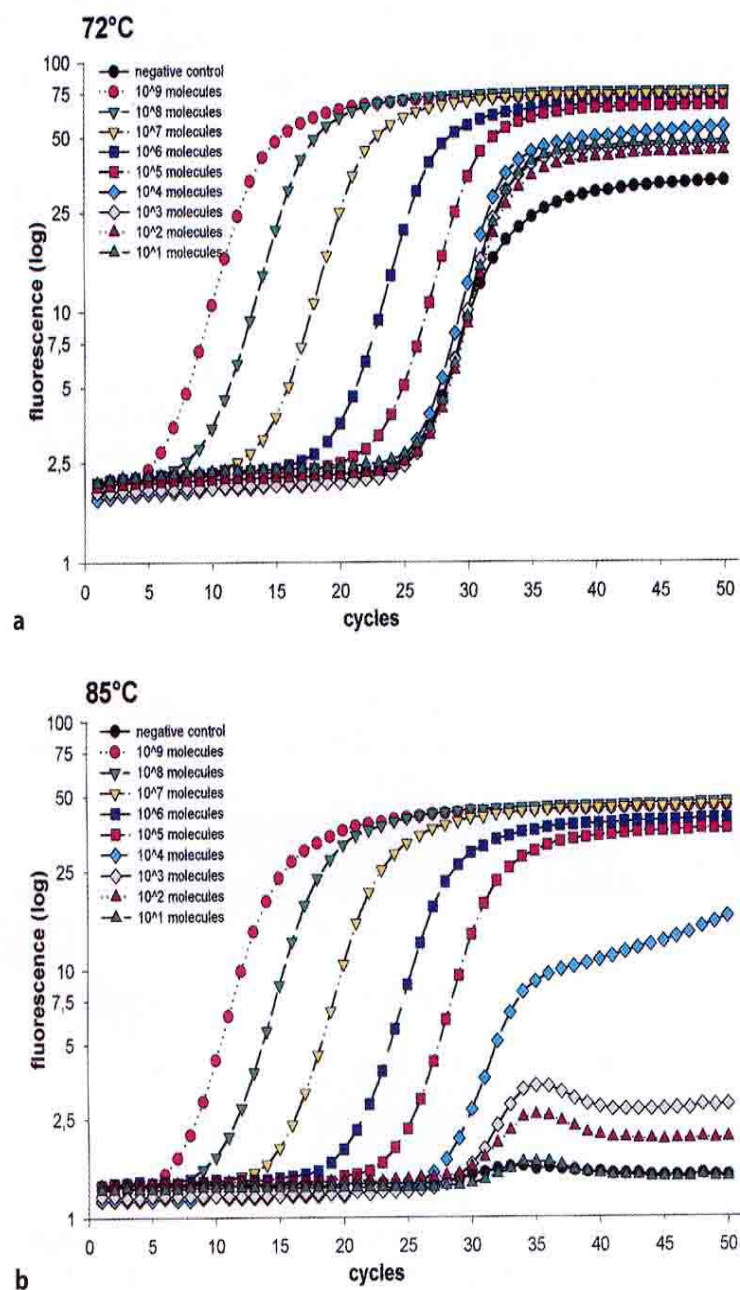 72°C
100
75
50
25
10
7,5
5
2,5
1
fluorescence (log)
negative control
10^9 molecules
10^8 molecules
10^7 molecules
10^6 molecules
10^5 molecules
10^4 molecules
10^3 molecules
10^2 molecules
10^1 molecules
0 5 10 15 20 25 30 35 40 45 50
cycles
a
85°C
100
75
50
25
10
7,5
5
2,5
1
fluorescence (log)
negative control
10^9 molecules
10^8 molecules
10^7 molecules
10^6 molecules
10^5 molecules
10^4 molecules
10^3 molecules
10^2 molecules
10^1 molecules
0 5 10 15 20 25 30 35 40 45 50
cycles
b